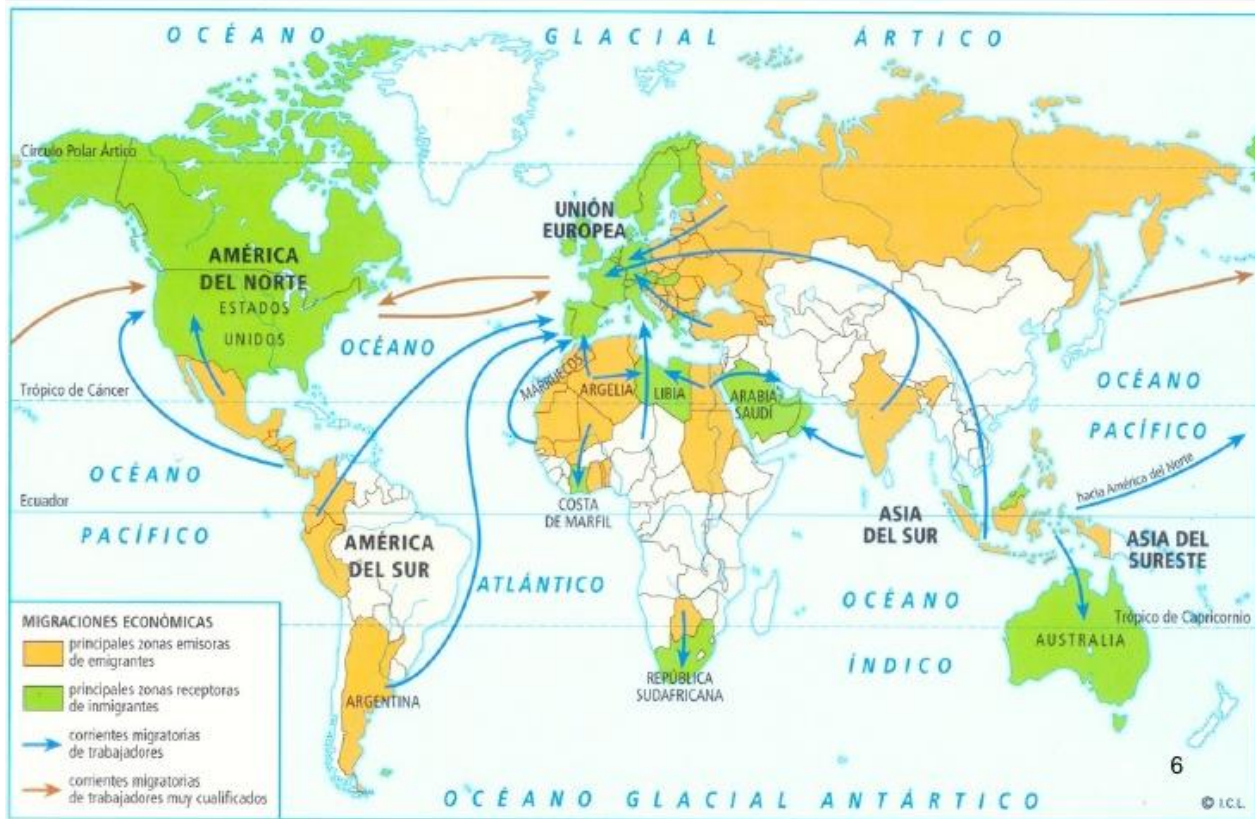 OCÉANO GLACIAL ÁRTICO
Círculo Polar Ártico
UNIÓN
EUROPEA
AMÉRICA
DEL NORTE
ESTADOS
UNIDOS
OCÉANO
MARRUECOS
ARGELIA
LIBIA
ARABIA
SAUDÍ
Trópico de Cáncer
OCÉANO
PACÍFICO
OCÉANO
PACÍFICO
hacia América del Norte
Ecuador
COSTA
DE MARFIL
ASIA
DEL SUR
ASIA DEL
SURESTE
AMÉRICA
DEL SUR
ATLÁNTICO
OCÉANO
ÍNDICO
Trópico de Capricornio
AUSTRALIA
REPÚBLICA
SUDAFRICANA
ARGENTINA
MIGRACIONES ECONÓMICAS
principales zonas emisoras
de emigrantes
principales zonas receptoras
de inmigrantes
corrientes migratorias
de trabajadores
corrientes migratorias
de trabajadores muy cualificados
6
OCÉANO GLACIAL ANTÁRTICO
© I.C.L.